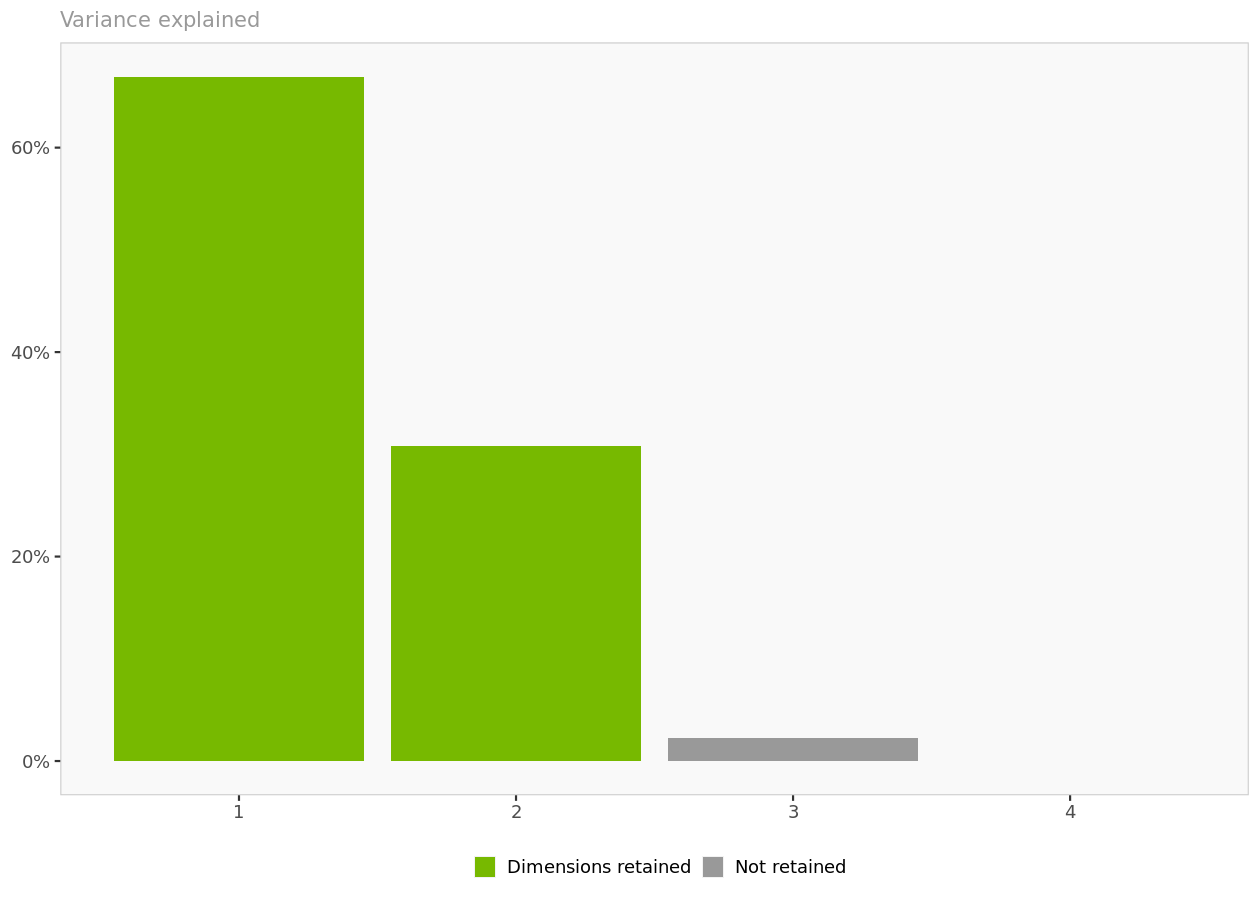 Variance explained
60%
40%
20%
0%
1 2 3 4
Dimensions retained Not retained